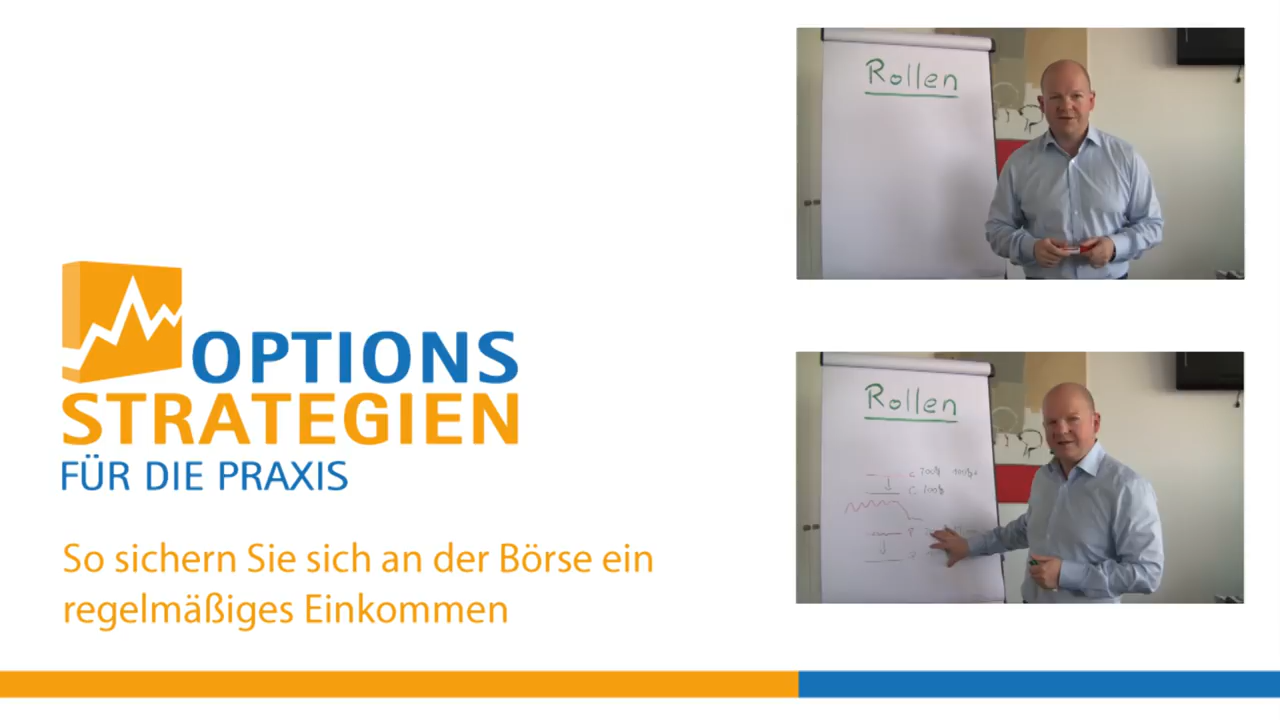 OPTIONS
STRATEGIEN
FÜR DIE PRAXIS
So sichern Sie sich an der Börse ein
regelmäßiges Einkommen
Rollen
Rollen